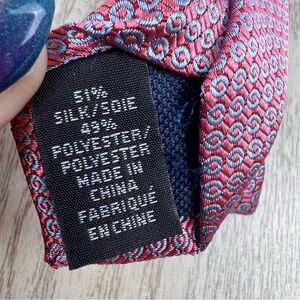 51%
SILK/SOIE
49%
POLYESTER/
POLYESTER
MADE IN
CHINA
FABRIQUÉ
EN CHINE